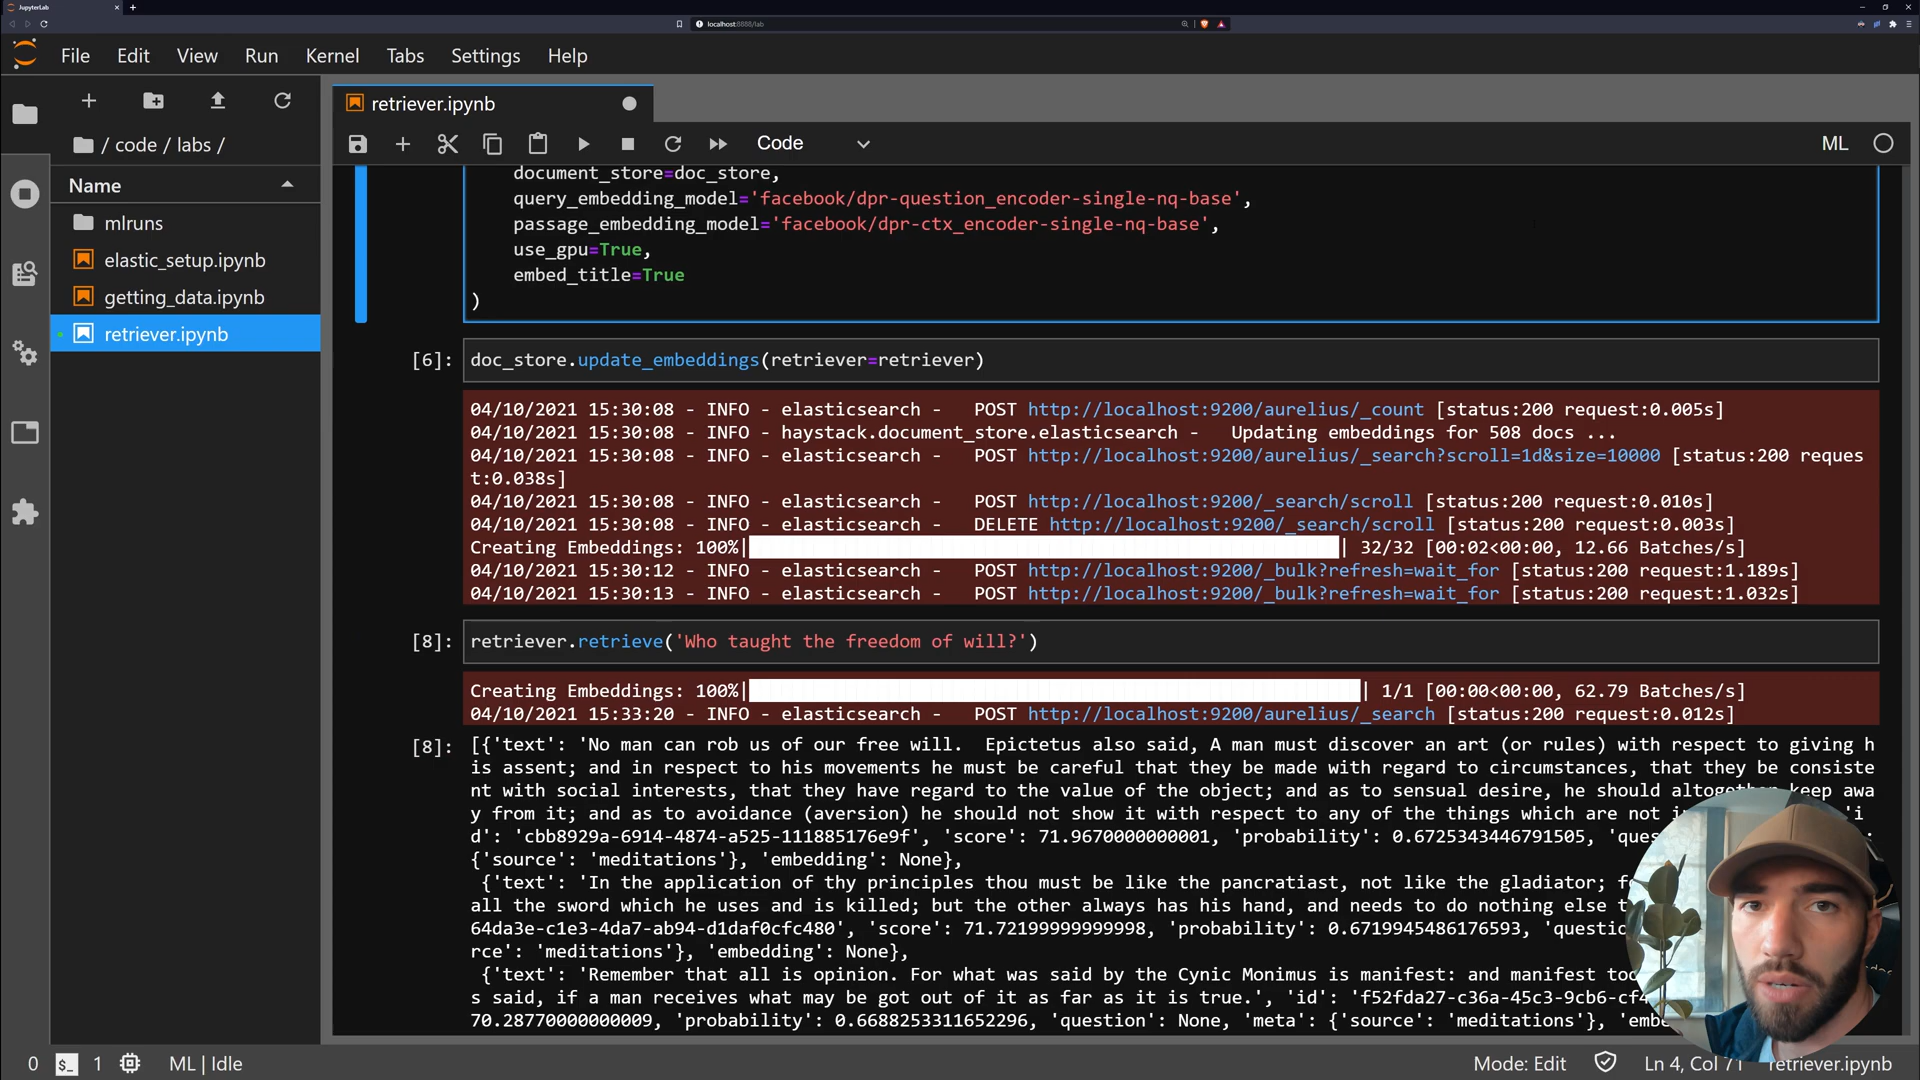 JupyterLab
localhost:8888/lab
File Edit View Run Kernel Tabs Settings Help
retriever.ipynb
Code
ML
/ code / labs /
Name
mlruns
elastic_setup.ipynb
getting_data.ipynb
retriever.ipynb
document_store=doc_store,
query_embedding_model='facebook/dpr-question_encoder-single-nq-base',
passage_embedding_model='facebook/dpr-ctx_encoder-single-nq-base',
use_gpu=True,
embed_title=True
)
[6]: doc_store.update_embeddings(retriever=retriever)
04/10/2021 15:30:08 - INFO - elasticsearch - POST http://localhost:9200/aurelius/_count [status:200 request:0.005s]
04/10/2021 15:30:08 - INFO - haystack.document_store.elasticsearch - Updating embeddings for 508 docs ...
04/10/2021 15:30:08 - INFO - elasticsearch - POST http://localhost:9200/aurelius/_search?scroll=1d&size=10000 [status:200 reques
t:0.038s]
04/10/2021 15:30:08 - INFO - elasticsearch - POST http://localhost:9200/_search/scroll [status:200 request:0.010s]
04/10/2021 15:30:08 - INFO - elasticsearch - DELETE http://localhost:9200/_search/scroll [status:200 request:0.003s]
Creating Embeddings: 100%| | 32/32 [00:02<00:00, 12.66 Batches/s]
04/10/2021 15:30:12 - INFO - elasticsearch - POST http://localhost:9200/_bulk?refresh=wait_for [status:200 request:1.189s]
04/10/2021 15:30:13 - INFO - elasticsearch - POST http://localhost:9200/_bulk?refresh=wait_for [status:200 request:1.032s]
[8]: retriever.retrieve('Who taught the freedom of will?')
Creating Embeddings: 100%| | 1/1 [00:00<00:00, 62.79 Batches/s]
04/10/2021 15:33:20 - INFO - elasticsearch - POST http://localhost:9200/aurelius/_search [status:200 request:0.012s]
[8]: [{'text': 'No man can rob us of our free will. Epictetus also said, A man must discover an art (or rules) with respect to giving h
is assent; and in respect to his movements he must be careful that they be made with regard to circumstances, that they be consiste
nt with social interests, that they have regard to the value of the object; and as to sensual desire, he should altogether keep awa
y from it; and as to avoidance (aversion) he should not show it with respect to any of the things which are not in 'i
d': 'cbb8929a-6914-4874-a525-111885176e9f', 'score': 71.9670000000001, 'probability': 0.6725343446791505, 'ques :
{'source': 'meditations'}, 'embedding': None},
{'text': 'In the application of thy principles thou must be like the pancratiast, not like the gladiator; f
all the sword which he uses and is killed; but the other always has his hand, and needs to do nothing else t
64da3e-c1e3-4da7-ab94-d1daf0cfc480', 'score': 71.72199999999998, 'probability': 0.6719945486176593, 'questio
rce': 'meditations'}, 'embedding': None},
{'text': 'Remember that all is opinion. For what was said by the Cynic Monimus is manifest: and manifest too
s said, if a man receives what may be got out of it as far as it is true.', 'id': 'f52fda27-c36a-45c3-9cb6-cf4
70.28770000000009, 'probability': 0.6688253311652296, 'question': None, 'meta': {'source': 'meditations'}, 'embe
0 $_ 1 ML | Idle Mode: Edit Ln 4, Col 71 retriever.ipynb